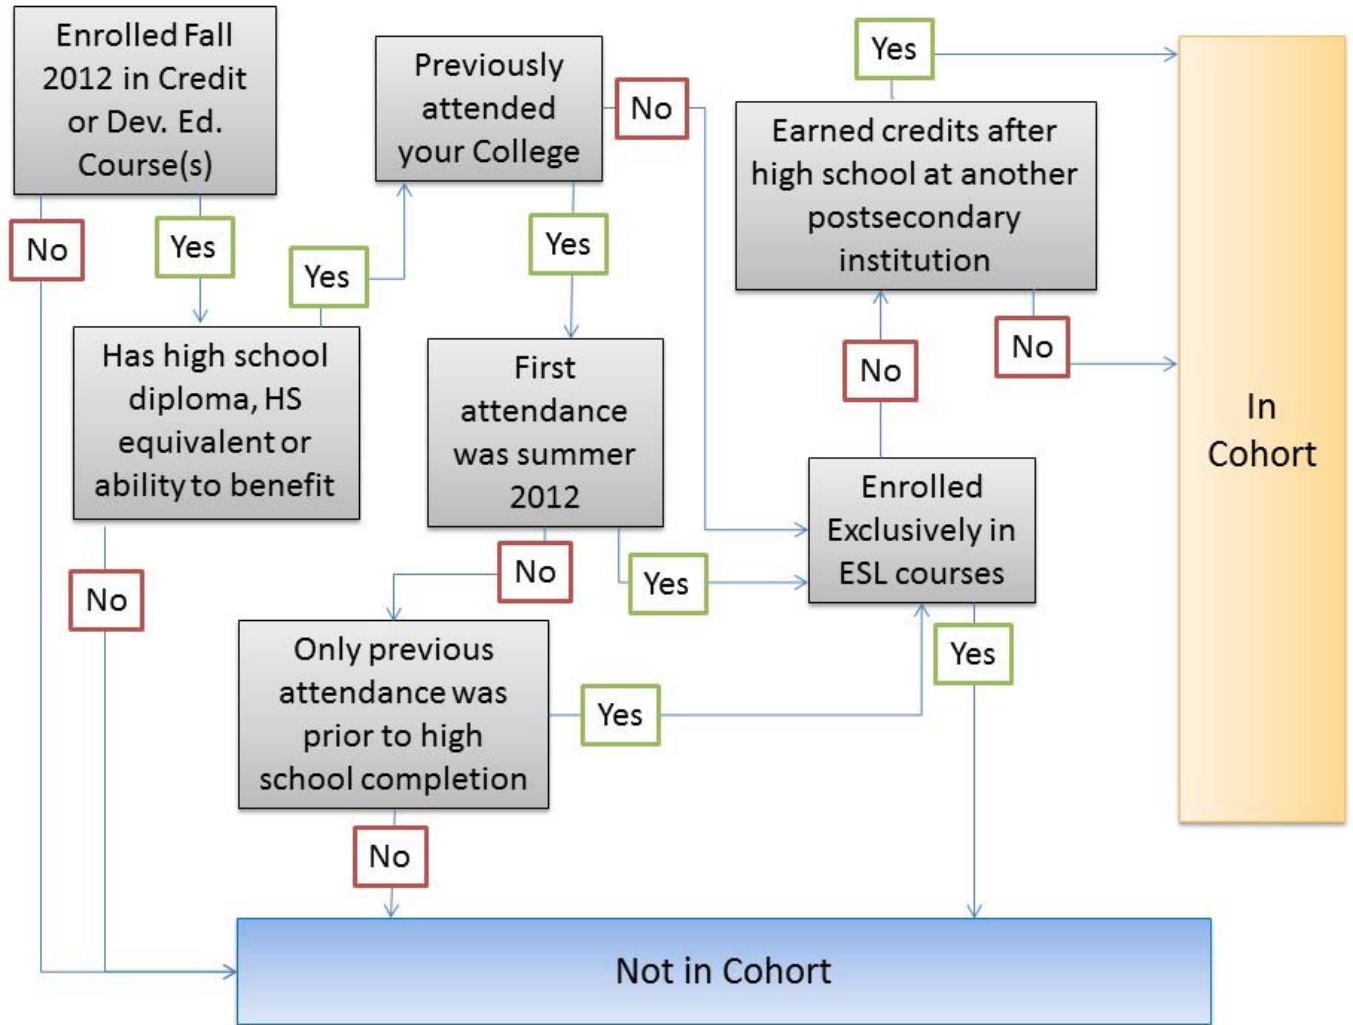 Enrolled Fall
2012 in Credit
or Dev. Ed.
Course(s)
No
Yes
Has high school
diploma, HS
equivalent or
ability to benefit
No
Yes
Previously
attended
your College
No
Yes
First
attendance
was summer
2012
No
Yes
Only previous
attendance was
prior to high
school completion
Yes
No
Enrolled
Exclusively in
ESL courses
No
Yes
Earned credits after
high school at another
postsecondary
institution
Yes
No
In
Cohort
Not in Cohort